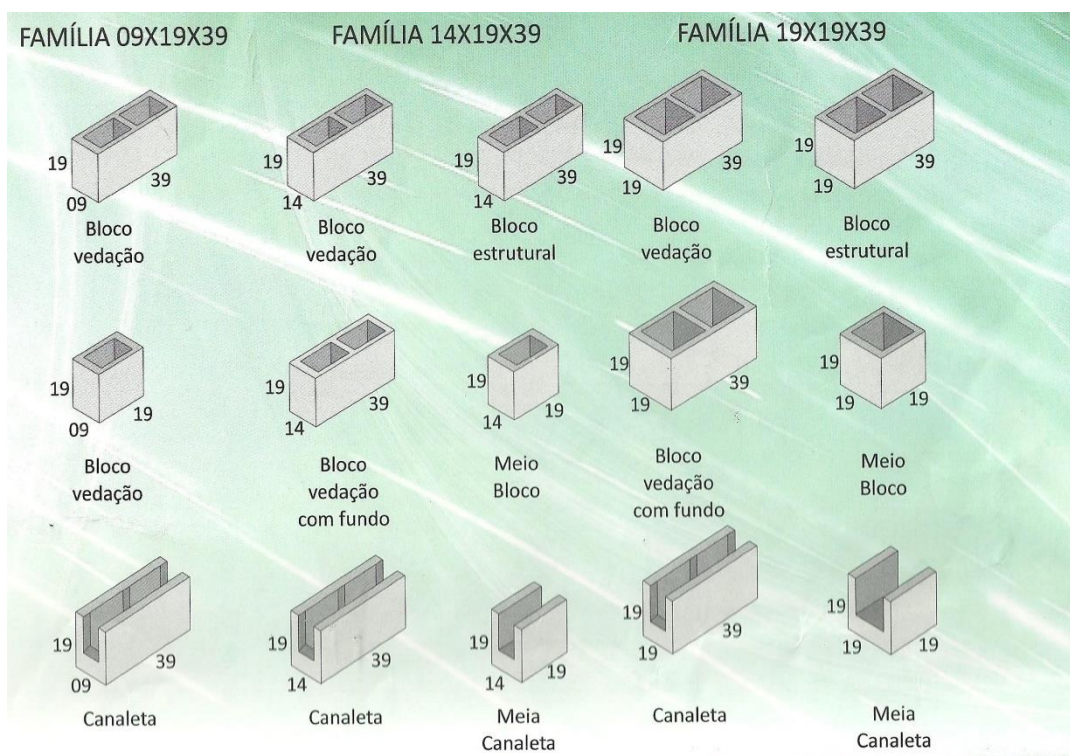 FAMÍLIA 09X19X39
FAMÍLIA 14X19X39
FAMÍLIA 19X19X39
19
09
39
Bloco
vedação
19
14
39
Bloco
vedação
19
14
39
Bloco
estrutural
19
19
39
Bloco
vedação
19
19
39
Bloco
estrutural
19
09
19
Bloco
vedação
19
14
39
Bloco
vedação
com fundo
19
14
19
Meio
Bloco
19
19
39
Bloco
vedação
com fundo
19
19
19
Meio
Bloco
19
09
39
Canaleta
19
14
39
Canaleta
19
14
19
Meia
Canaleta
19
19
39
Canaleta
19
19
19
Meia
Canaleta